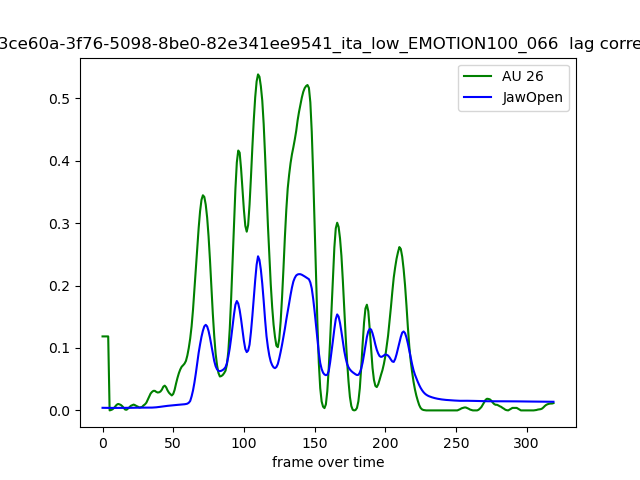 3ce60a-3f76-5098-8be0-82e341ee9541_ita_low_EMOTION100_066 lag corre
AU 26
JawOpen
0.5
0.4
0.3
0.2
0.1
0.0
0 50 100 150 200 250 300
frame over time